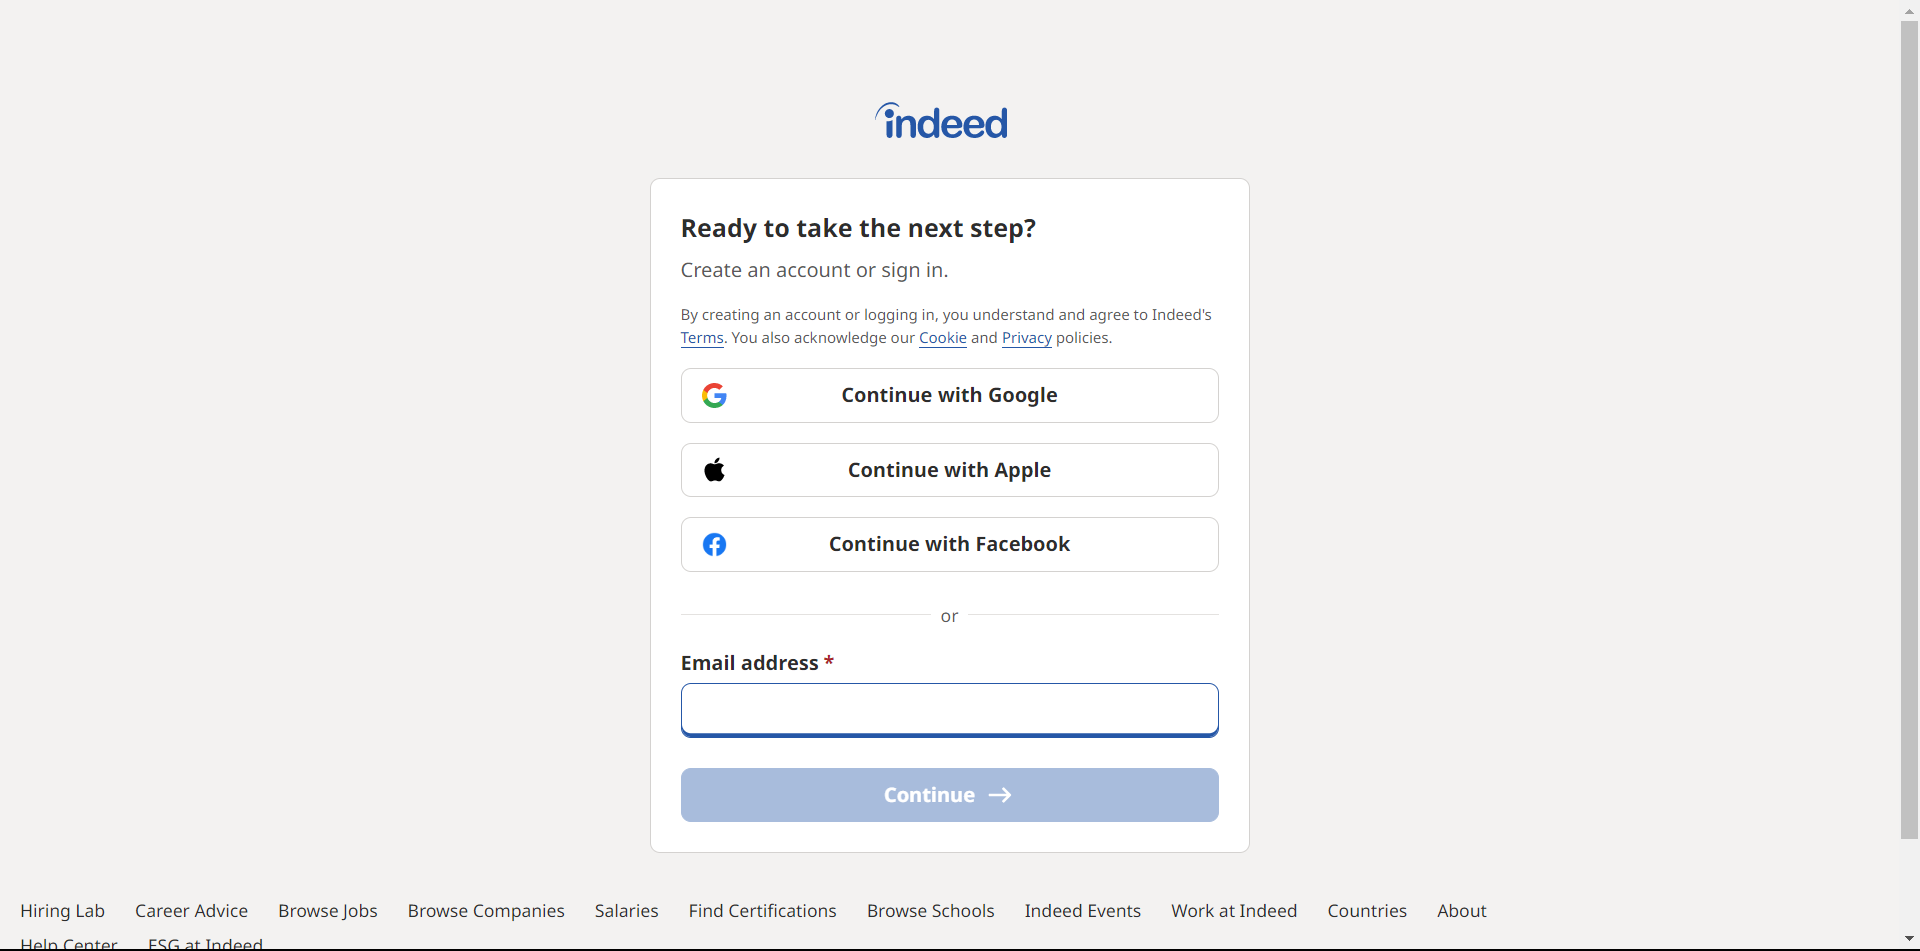 indeed
Ready to take the next step?
Create an account or sign in.
By creating an account or logging in, you understand and agree to Indeed's
Terms. You also acknowledge our Cookie and Privacy policies.
Continue with Google
Continue with Apple
Continue with Facebook
or
Email address *
Continue →
Hiring Lab Career Advice Browse Jobs Browse Companies Salaries Find Certifications Browse Schools Indeed Events Work at Indeed Countries About
Help Center ESG at Indeed